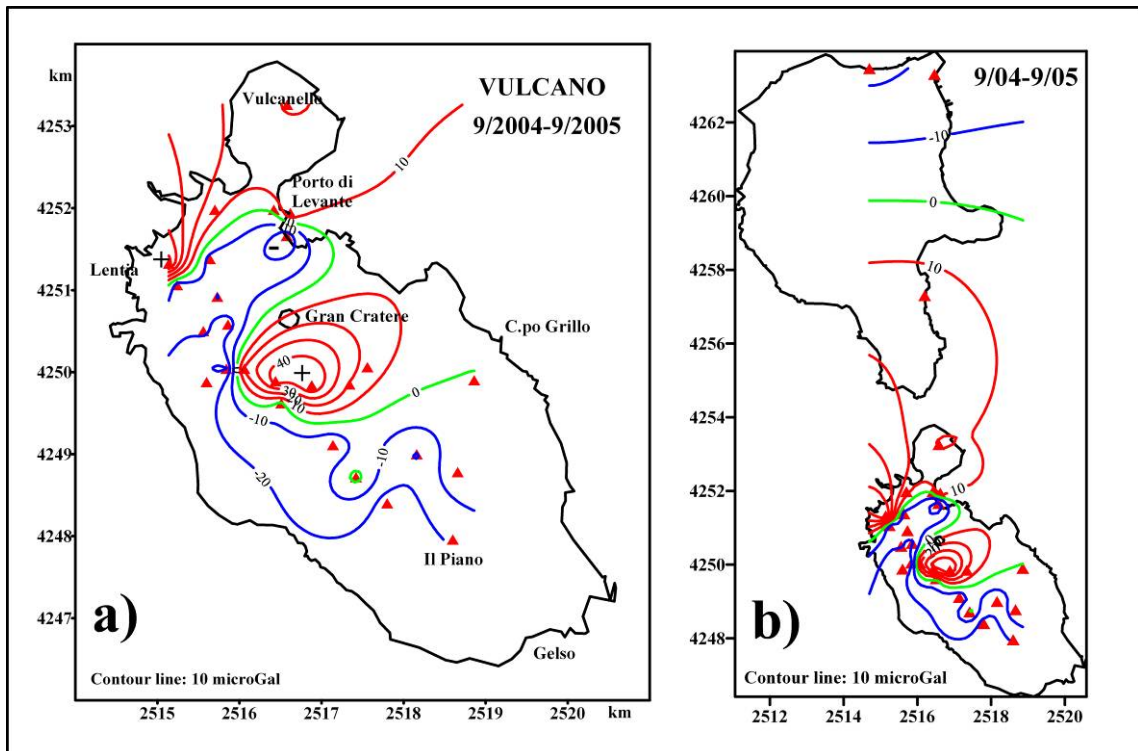 km
VULCANO
9/2004-9/2005
Vulcanello
4253
10
Porto di
Levante
4252
Lentia
4251
Gran Cratere
C.po Grillo
4250
40
0
-10
-10
4249
-20
4248
Il Piano
4247
a)
Gelso
Contour line: 10 microGal
2515 2516 2517 2518 2519 2520 km
9/04-9/05
4262
-10
4260
0
4258
10
4256
4254
4252
10
4250
0
4248
b)
Contour line: 10 microGal
2512 2514 2516 2518 2520